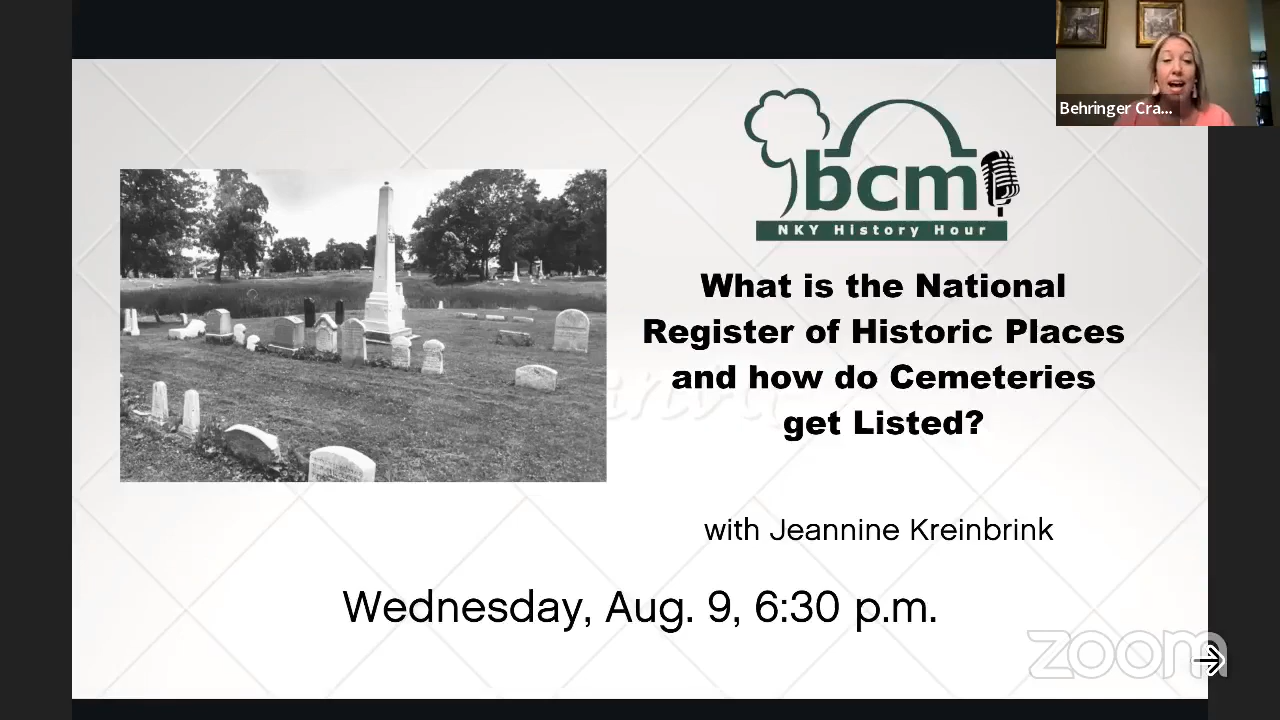 Behringer Cra...
bcm
NKY History Hour
What is the National
Register of Historic Places
and how do Cemeteries
get Listed?
with Jeannine Kreinbrink
Wednesday, Aug. 9, 6:30 p.m.
zoom